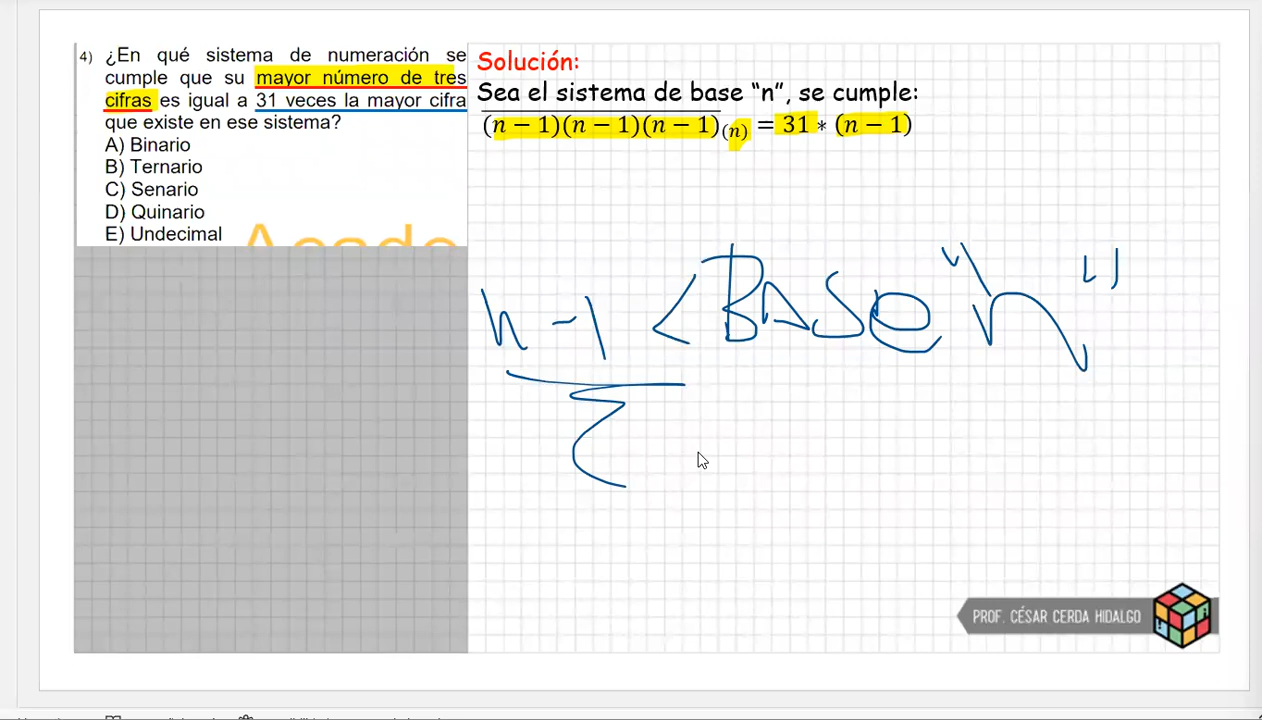 4) ¿En qué sistema de numeración se
cumple que su mayor número de tres
cifras es igual a 31 veces la mayor cifra
que existe en ese sistema?
A) Binario
B) Ternario
C) Senario
D) Quinario
E) Undecimal
Solución:
Sea el sistema de base “n”, se cumple:
(n − 1)(n − 1)(n − 1)(n) = 31 ∗ (n − 1)
n - 1 < BASe "n"
PROF. CÉSAR CERDA HIDALGO